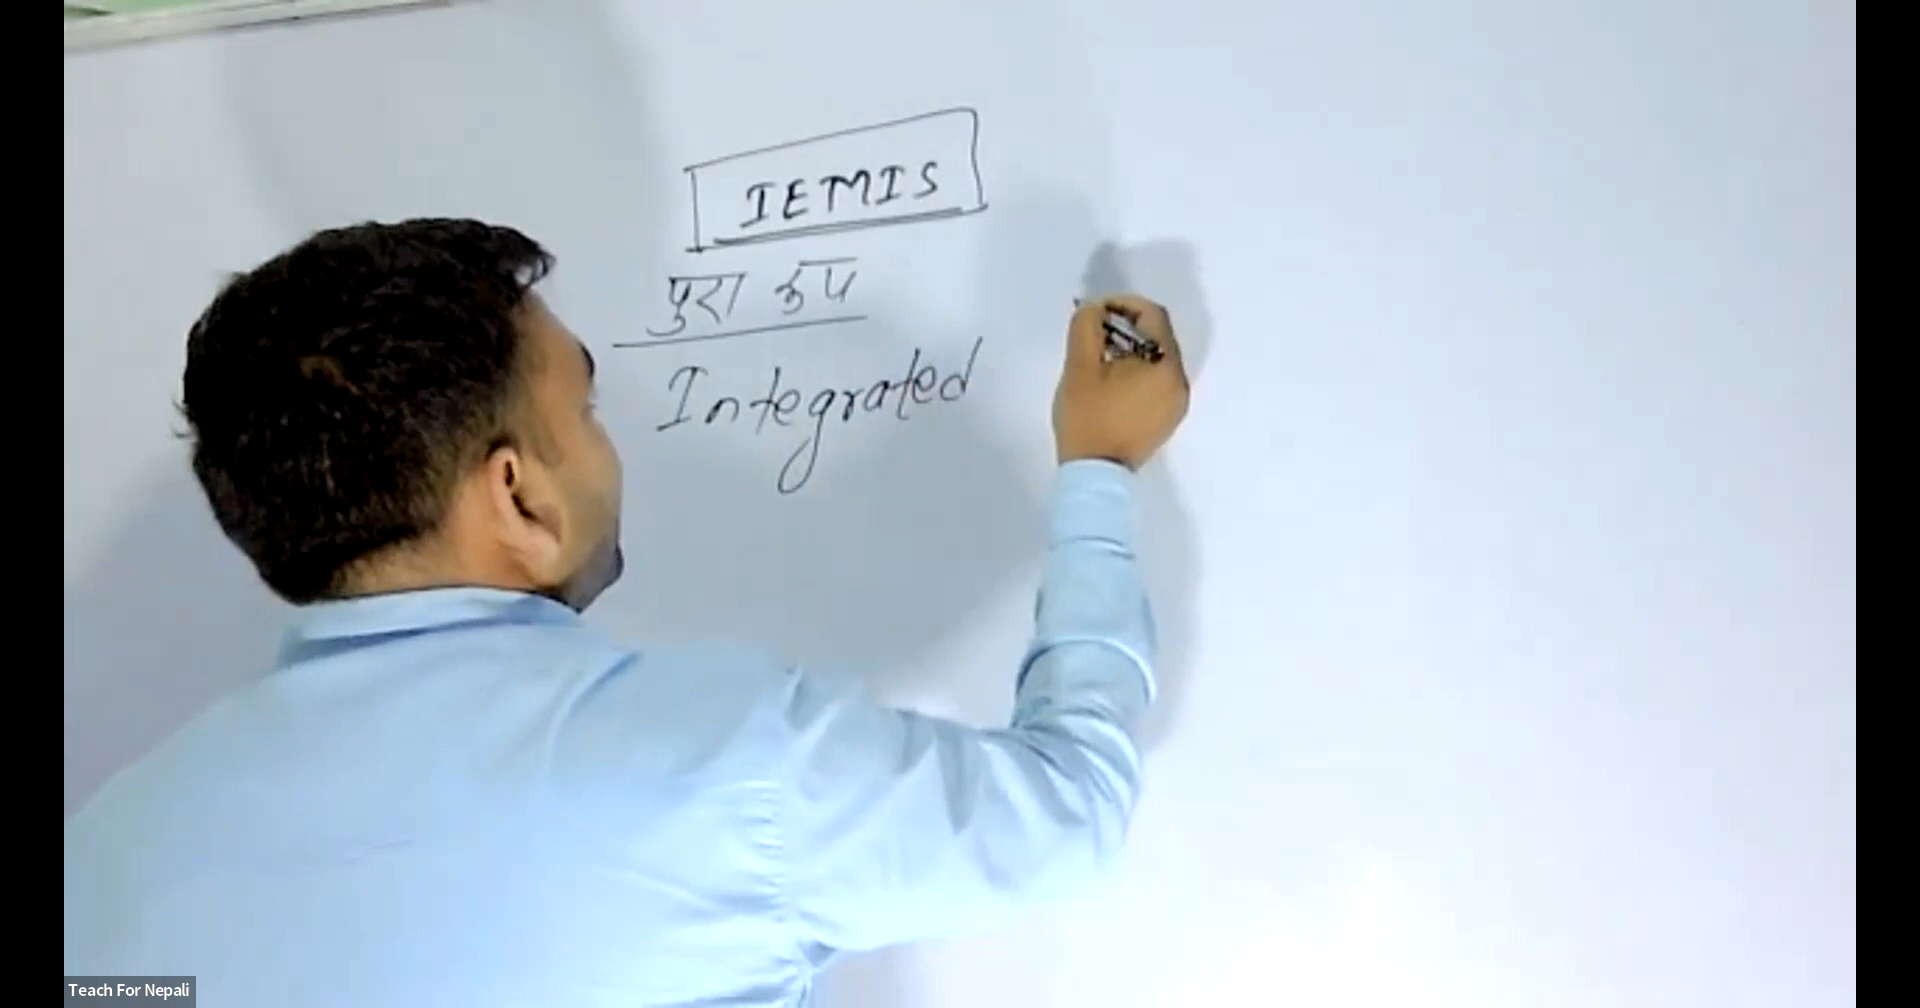 IEMIS
पुरा रुप
Integrated
Teach For Nepali